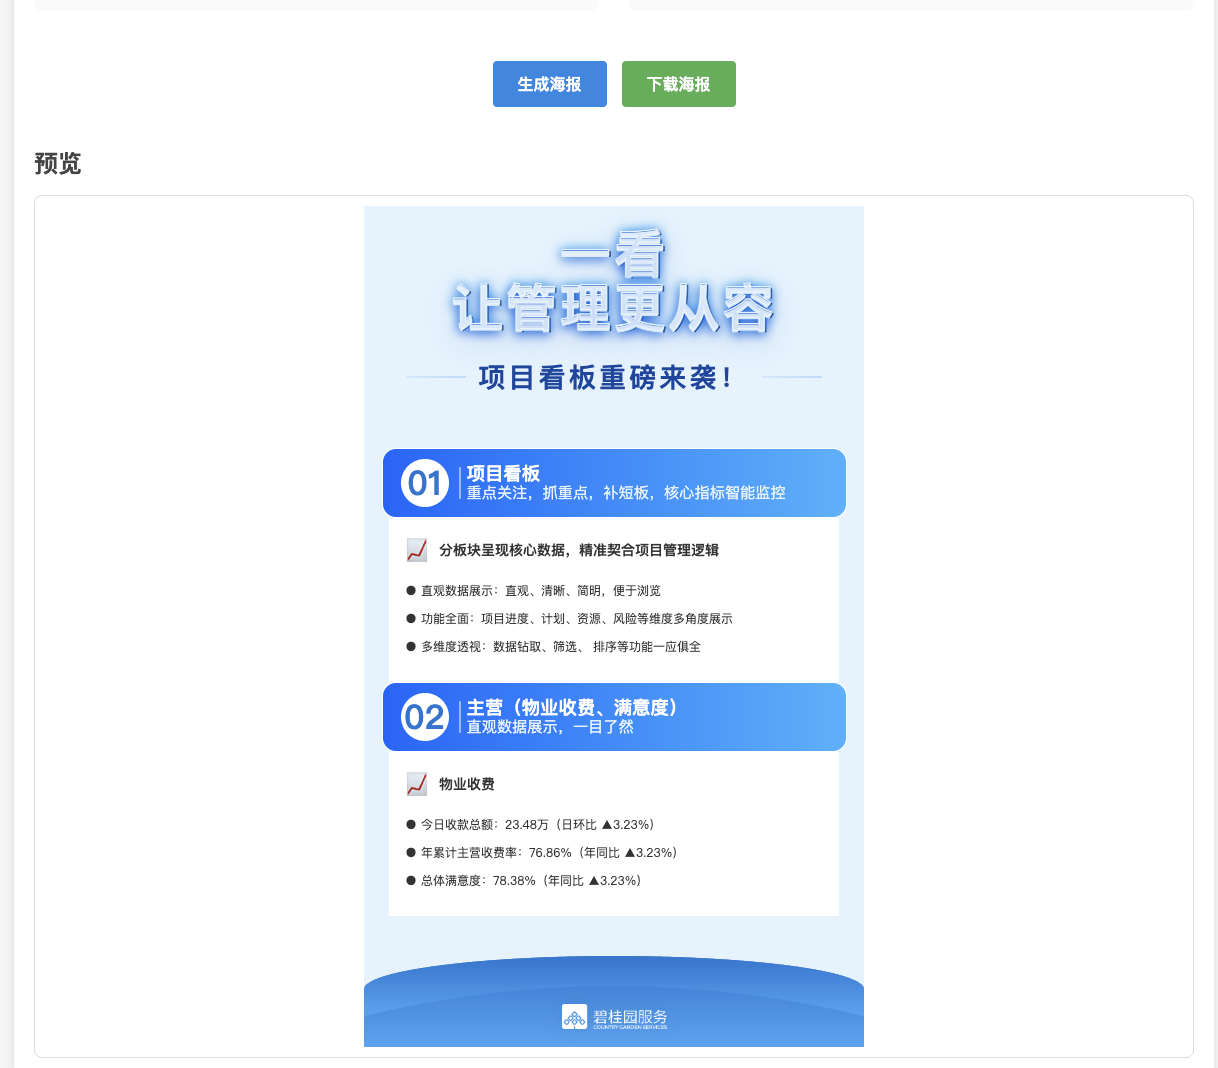 生成海报
下载海报
预览
一看
让管理更从容
项目看板重磅来袭!
01
项目看板
重点关注，抓重点，补短板，核心指标智能监控
分板块呈现核心数据，精准契合项目管理逻辑
● 直观数据展示：直观、清晰、简明，便于浏览
● 功能全面：项目进度、计划、资源、风险等维度多角度展示
● 多维度透视：数据钻取、筛选、 排序等功能一应俱全
02
主营（物业收费、满意度）
直观数据展示，一目了然
物业收费
● 今日收款总额：23.48万（日环比 ▲3.23%）
● 年累计主营收费率：76.86%（年同比 ▲3.23%）
● 总体满意度：78.38%（年同比 ▲3.23%）
碧桂园服务
COUNTRY GARDEN SERVICES